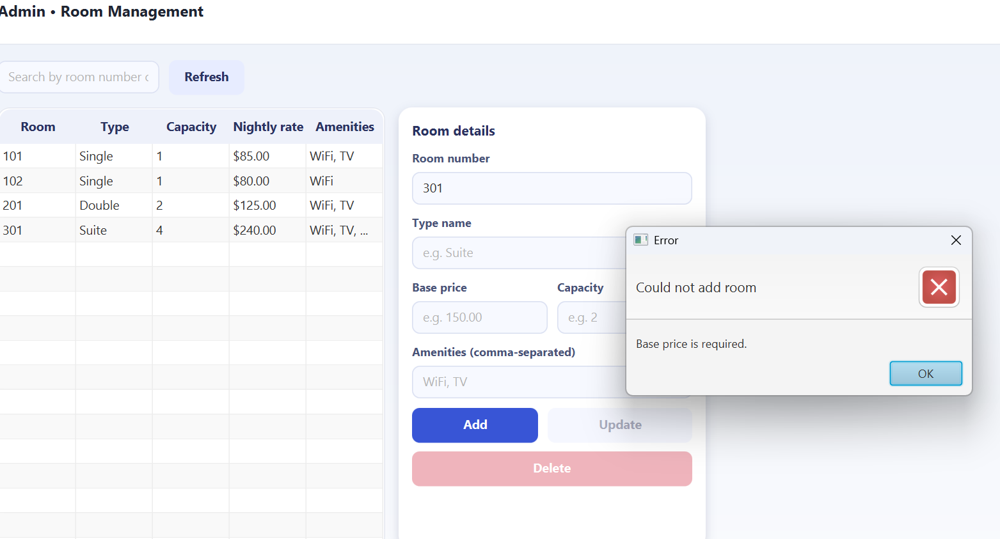 Admin • Room Management
Search by room number
Refresh
Room Type Capacity Nightly rate Amenities
101 Single 1 $85.00 WiFi, TV
102 Single 1 $80.00 WiFi
201 Double 2 $125.00 WiFi, TV
301 Suite 4 $240.00 WiFi, TV, ...
Room details
Room number
301
Type name
e.g. Suite
Base price Capacity
e.g. 150.00 e.g. 2
Amenities (comma-separated)
WiFi, TV
Add Update
Delete
Error
Could not add room
Base price is required.
OK